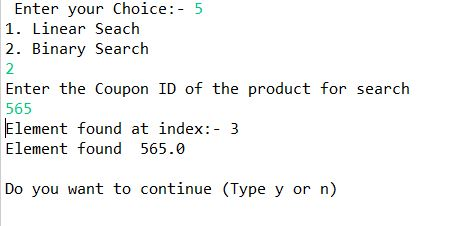 Enter your Choice:- 5
1. Linear Seach
2. Binary Search
2
Enter the Coupon ID of the product for search
565
Element found at index:- 3
Element found  565.0
Do you want to continue (Type y or n)